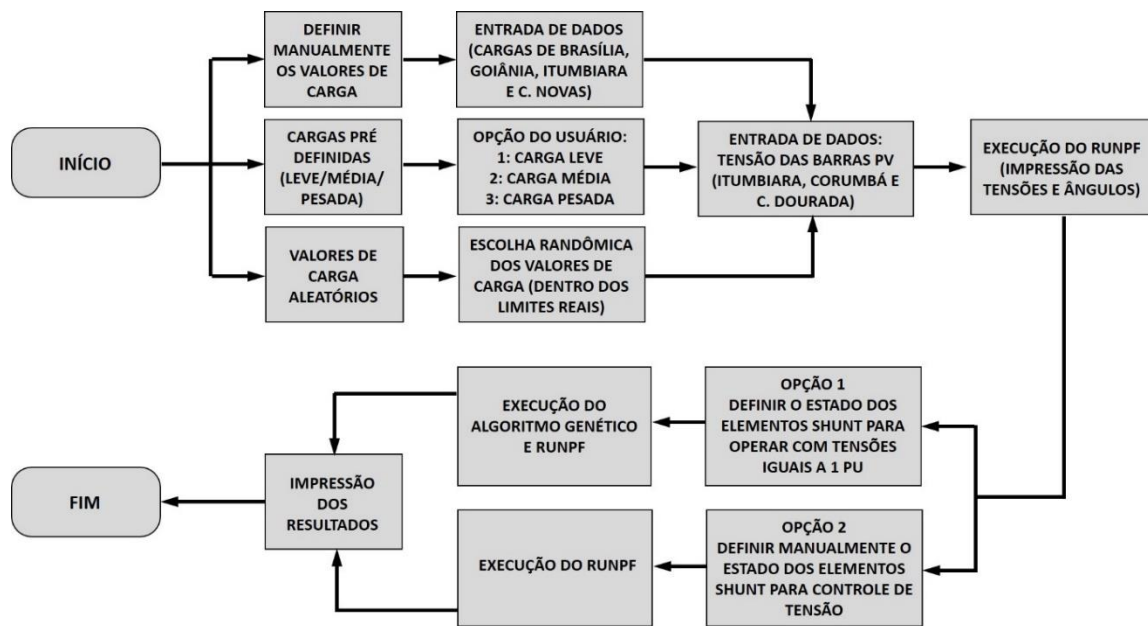 INÍCIO
DEFINIR
MANUALMENTE
OS VALORES DE
CARGA
ENTRADA DE DADOS
(CARGAS DE BRASÍLIA,
GOIÂNIA, ITUMBIARA
E C. NOVAS)
CARGAS PRÉ
DEFINIDAS
(LEVE/MÉDIA/
PESADA)
OPÇÃO DO USUÁRIO:
1: CARGA LEVE
2: CARGA MÉDIA
3: CARGA PESADA
VALORES DE
CARGA
ALEATÓRIOS
ESCOLHA RANDÔMICA
DOS VALORES DE
CARGA (DENTRO DOS
LIMITES REAIS)
ENTRADA DE DADOS:
TENSÃO DAS BARRAS PV
(ITUMBIARA, CORUMBÁ E
C. DOURADA)
EXECUÇÃO DO RUNPF
(IMPRESSÃO DAS
TENSÕES E ÂNGULOS)
OPÇÃO 1
DEFINIR O ESTADO DOS
ELEMENTOS SHUNT PARA
OPERAR COM TENSÕES
IGUAIS A 1 PU
EXECUÇÃO DO
ALGORITMO GENÉTICO
E RUNPF
OPÇÃO 2
DEFINIR MANUALMENTE O
ESTADO DOS ELEMENTOS
SHUNT PARA CONTROLE DE
TENSÃO
EXECUÇÃO DO RUNPF
IMPRESSÃO
DOS
RESULTADOS
FIM